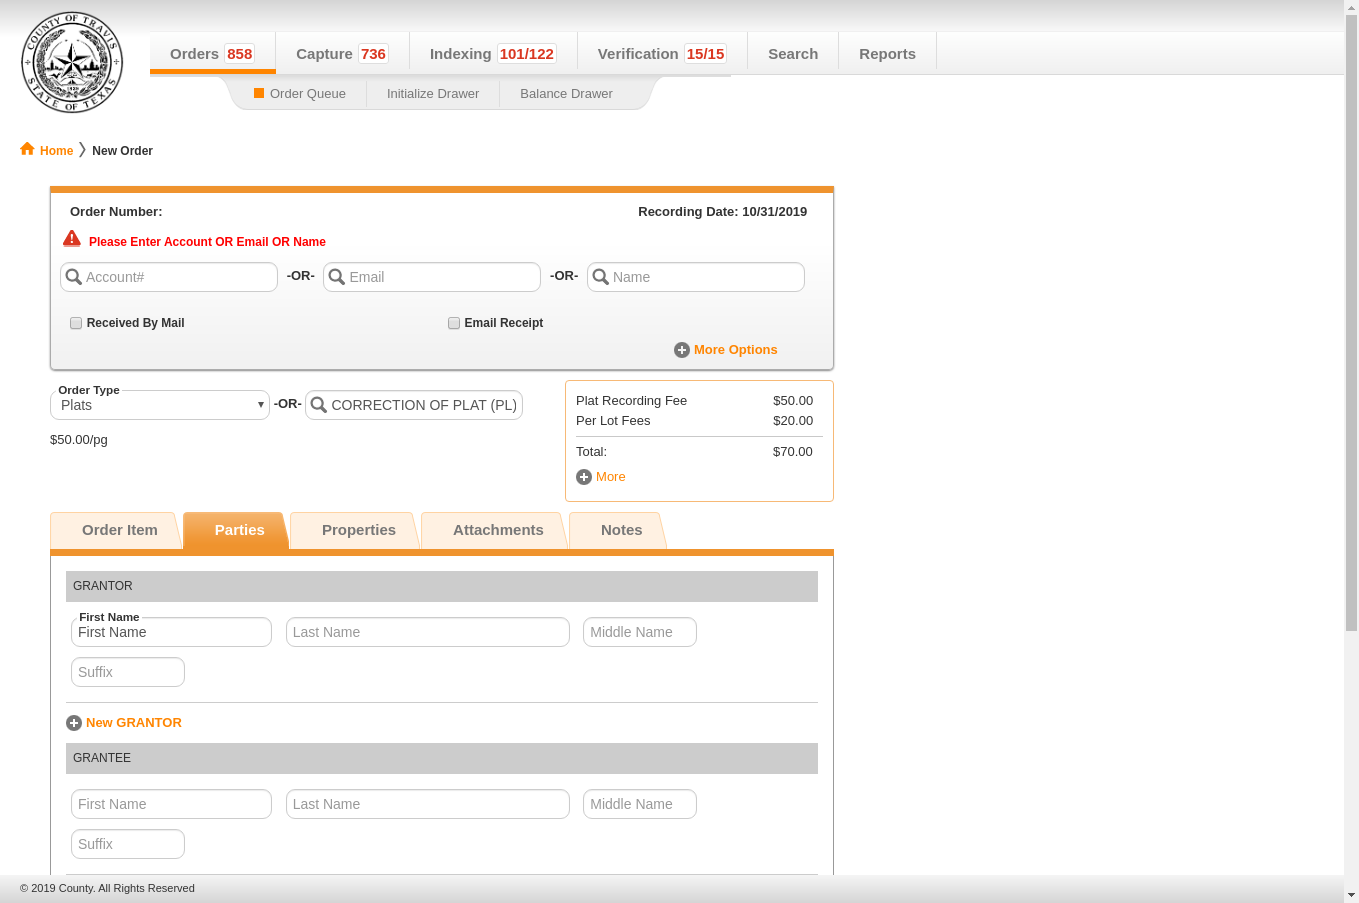 COUNTY OF TRAVIS
STATE OF TEXAS
Orders 858 Capture 736 Indexing 101/122 Verification 15/15 Search Reports
Order Queue Initialize Drawer Balance Drawer
Home New Order
Order Number: Recording Date: 10/31/2019
Please Enter Account OR Email OR Name
Account# -OR- Email -OR- Name
Received By Mail Email Receipt
More Options
Order Type
Plats -OR- CORRECTION OF PLAT (PL)
$50.00/pg
Plat Recording Fee $50.00
Per Lot Fees $20.00
Total: $70.00
More
Order Item Parties Properties Attachments Notes
GRANTOR
First Name
First Name Last Name Middle Name
Suffix
New GRANTOR
GRANTEE
First Name Last Name Middle Name
Suffix
© 2019 County. All Rights Reserved